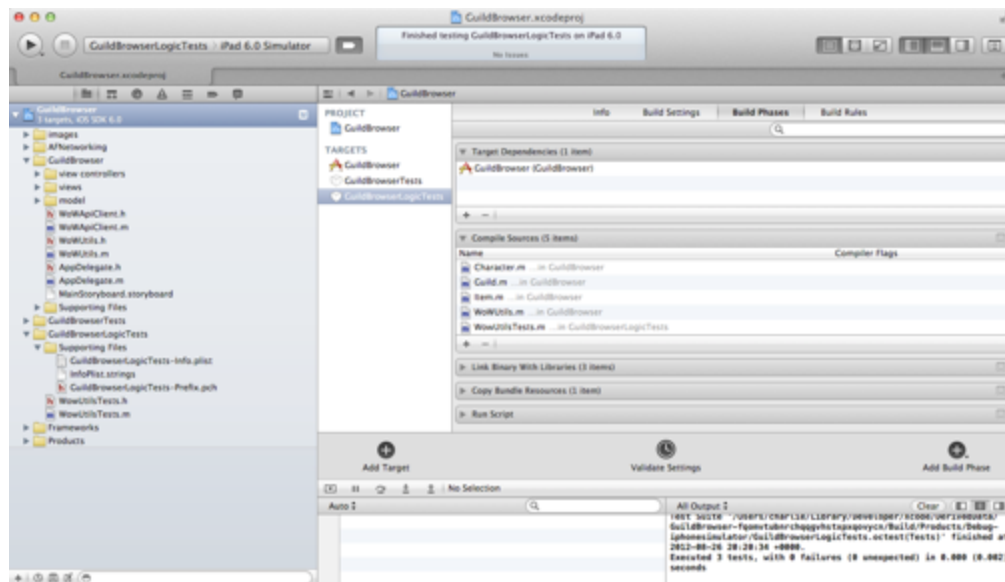 GuildBrowser.xcodeproj
GuildBrowserLogicTests iPad 6.0 Simulator
Finished testing GuildBrowserLogicTests on iPad 6.0
No Issues
GuildBrowser.xcodeproj
GuildBrowser
3 targets, iOS SDK 6.0
images
AFNetworking
GuildBrowser
view controllers
views
model
WoWApiClient.h
WoWApiClient.m
WoWUtils.h
WoWUtils.m
AppDelegate.h
AppDelegate.m
MainStoryboard.storyboard
Supporting Files
GuildBrowserTests
GuildBrowserLogicTests
Supporting Files
GuildBrowserLogicTests-Info.plist
InfoPlist.strings
GuildBrowserLogicTests-Prefix.pch
WowUtilsTests.h
WowUtilsTests.m
Frameworks
Products
GuildBrowser
PROJECT
GuildBrowser
TARGETS
GuildBrowser
GuildBrowserTests
GuildBrowserLogicTests
Info Build Settings Build Phases Build Rules
Target Dependencies (1 item)
GuildBrowser (GuildBrowser)
Compile Sources (5 items)
Name Compiler Flags
Character.m ...in GuildBrowser
Guild.m ...in GuildBrowser
Item.m ...in GuildBrowser
WoWUtils.m ...in GuildBrowser
WowUtilsTests.m ...in GuildBrowserLogicTests
Link Binary With Libraries (3 items)
Copy Bundle Resources (1 item)
Run Script
Add Target Validate Settings Add Build Phase
No Selection
Auto All Output Clear
Test Suite '/Users/charlie/Library/Developer/Xcode/DerivedData/
Build/Products/Debug-
iphonesimulator/GuildBrowserLogicTests.octest(Tests)' finished at
2012-08-26 20:28:34 +0000.
Executed 3 tests, with 0 failures (0 unexpected) in 0.000 (0.002)
seconds